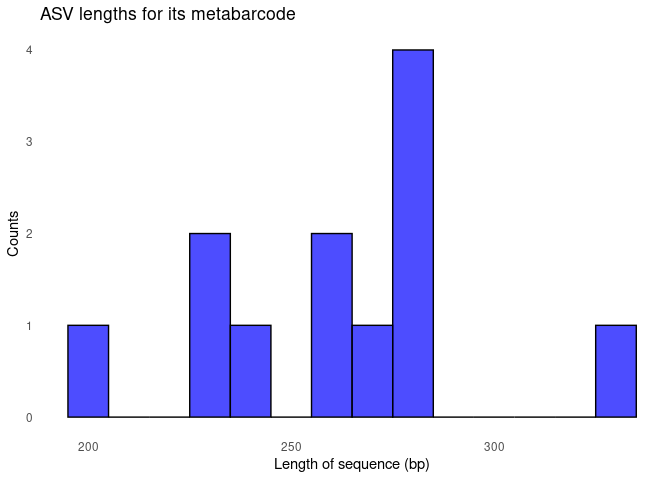 ASV lengths for its metabarcode
4
3
2
1
0
Counts
200 250 300
Length of sequence (bp)